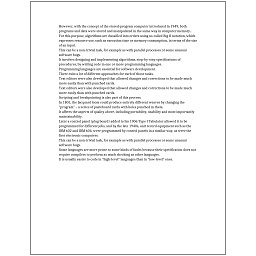 However, with the concept of the stored-program computer introduced in 1949, both
programs and data were stored and manipulated in the same way in computer memory.
For this purpose, algorithms are classified into orders using so-called Big O notation, which
expresses resource use, such as execution time or memory consumption, in terms of the size
of an input.
This can be a non-trivial task, for example as with parallel processes or some unusual
software bugs.
It involves designing and implementing algorithms, step-by-step specifications of
procedures, by writing code in one or more programming languages.
Programming languages are essential for software development.
There exist a lot of different approaches for each of those tasks.
Text editors were also developed that allowed changes and corrections to be made much
more easily than with punched cards.
Text editors were also developed that allowed changes and corrections to be made much
more easily than with punched cards.
Scripting and breakpointing is also part of this process.
In 1801, the Jacquard loom could produce entirely different weaves by changing the
"program" – a series of pasteboard cards with holes punched in them.
It affects the aspects of quality above, including portability, usability and most importantly
maintainability.
Later a control panel (plug board) added to his 1906 Type I Tabulator allowed it to be
programmed for different jobs, and by the late 1940s, unit record equipment such as the
IBM 602 and IBM 604, were programmed by control panels in a similar way, as were the
first electronic computers.
This can be a non-trivial task, for example as with parallel processes or some unusual
software bugs.
Some languages are more prone to some kinds of faults because their specification does not
require compilers to perform as much checking as other languages.
It is usually easier to code in "high-level" languages than in "low-level" ones.